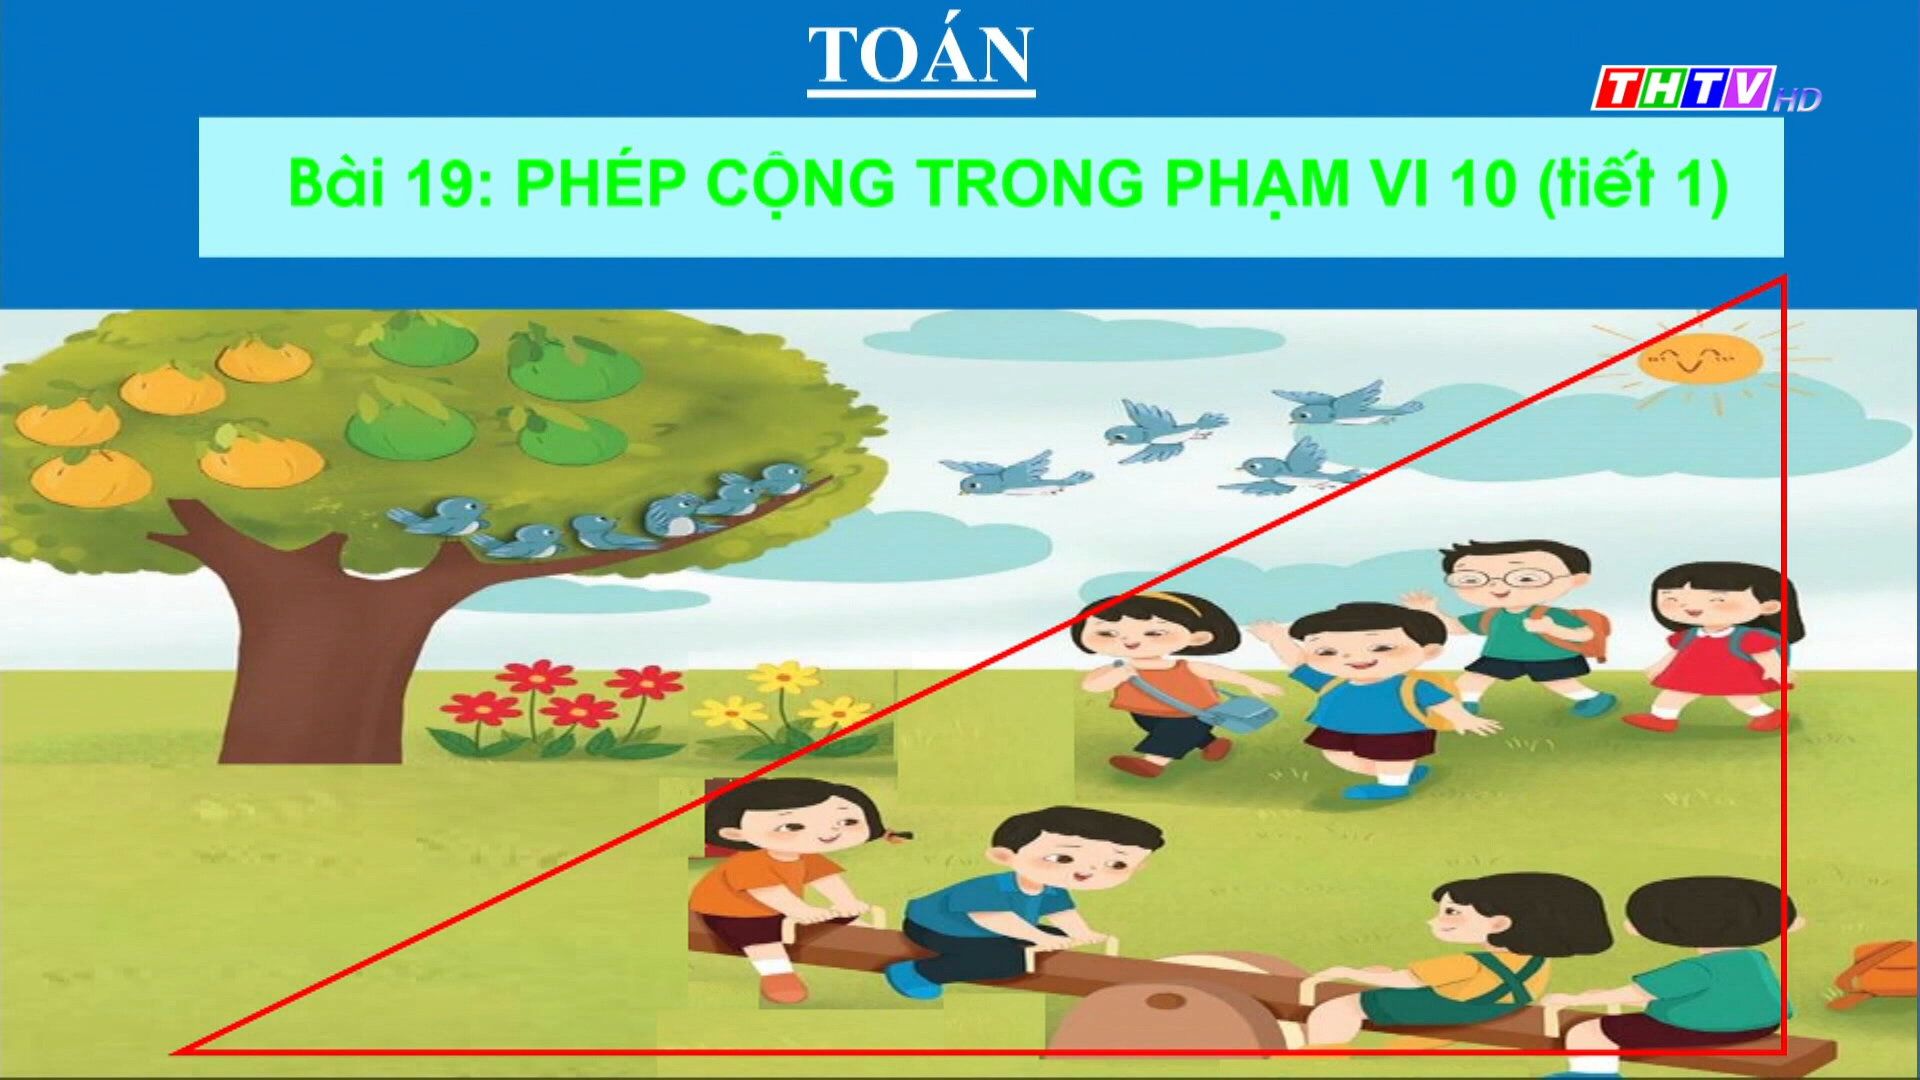 TOÁN
THTV HD
Bài 19: PHÉP CỘNG TRONG PHẠM VI 10 (tiết 1)